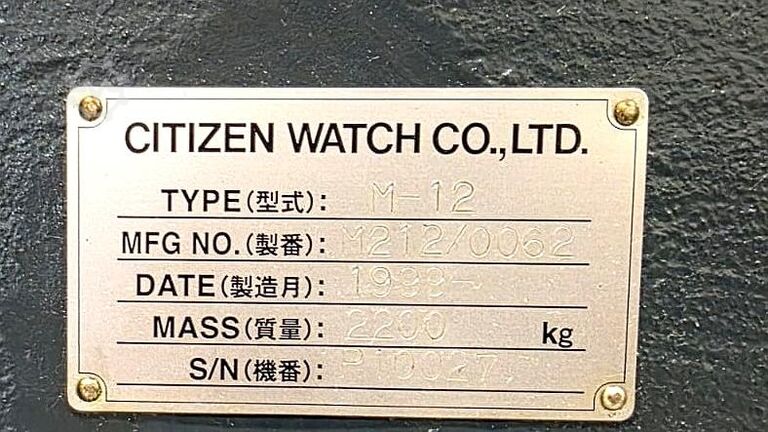 CITIZEN WATCH CO., LTD.
TYPE(型式): M-12
MFG NO.(製番): M212/0062
DATE(製造月):
MASS(質量): 2200 kg
S/N(機番):